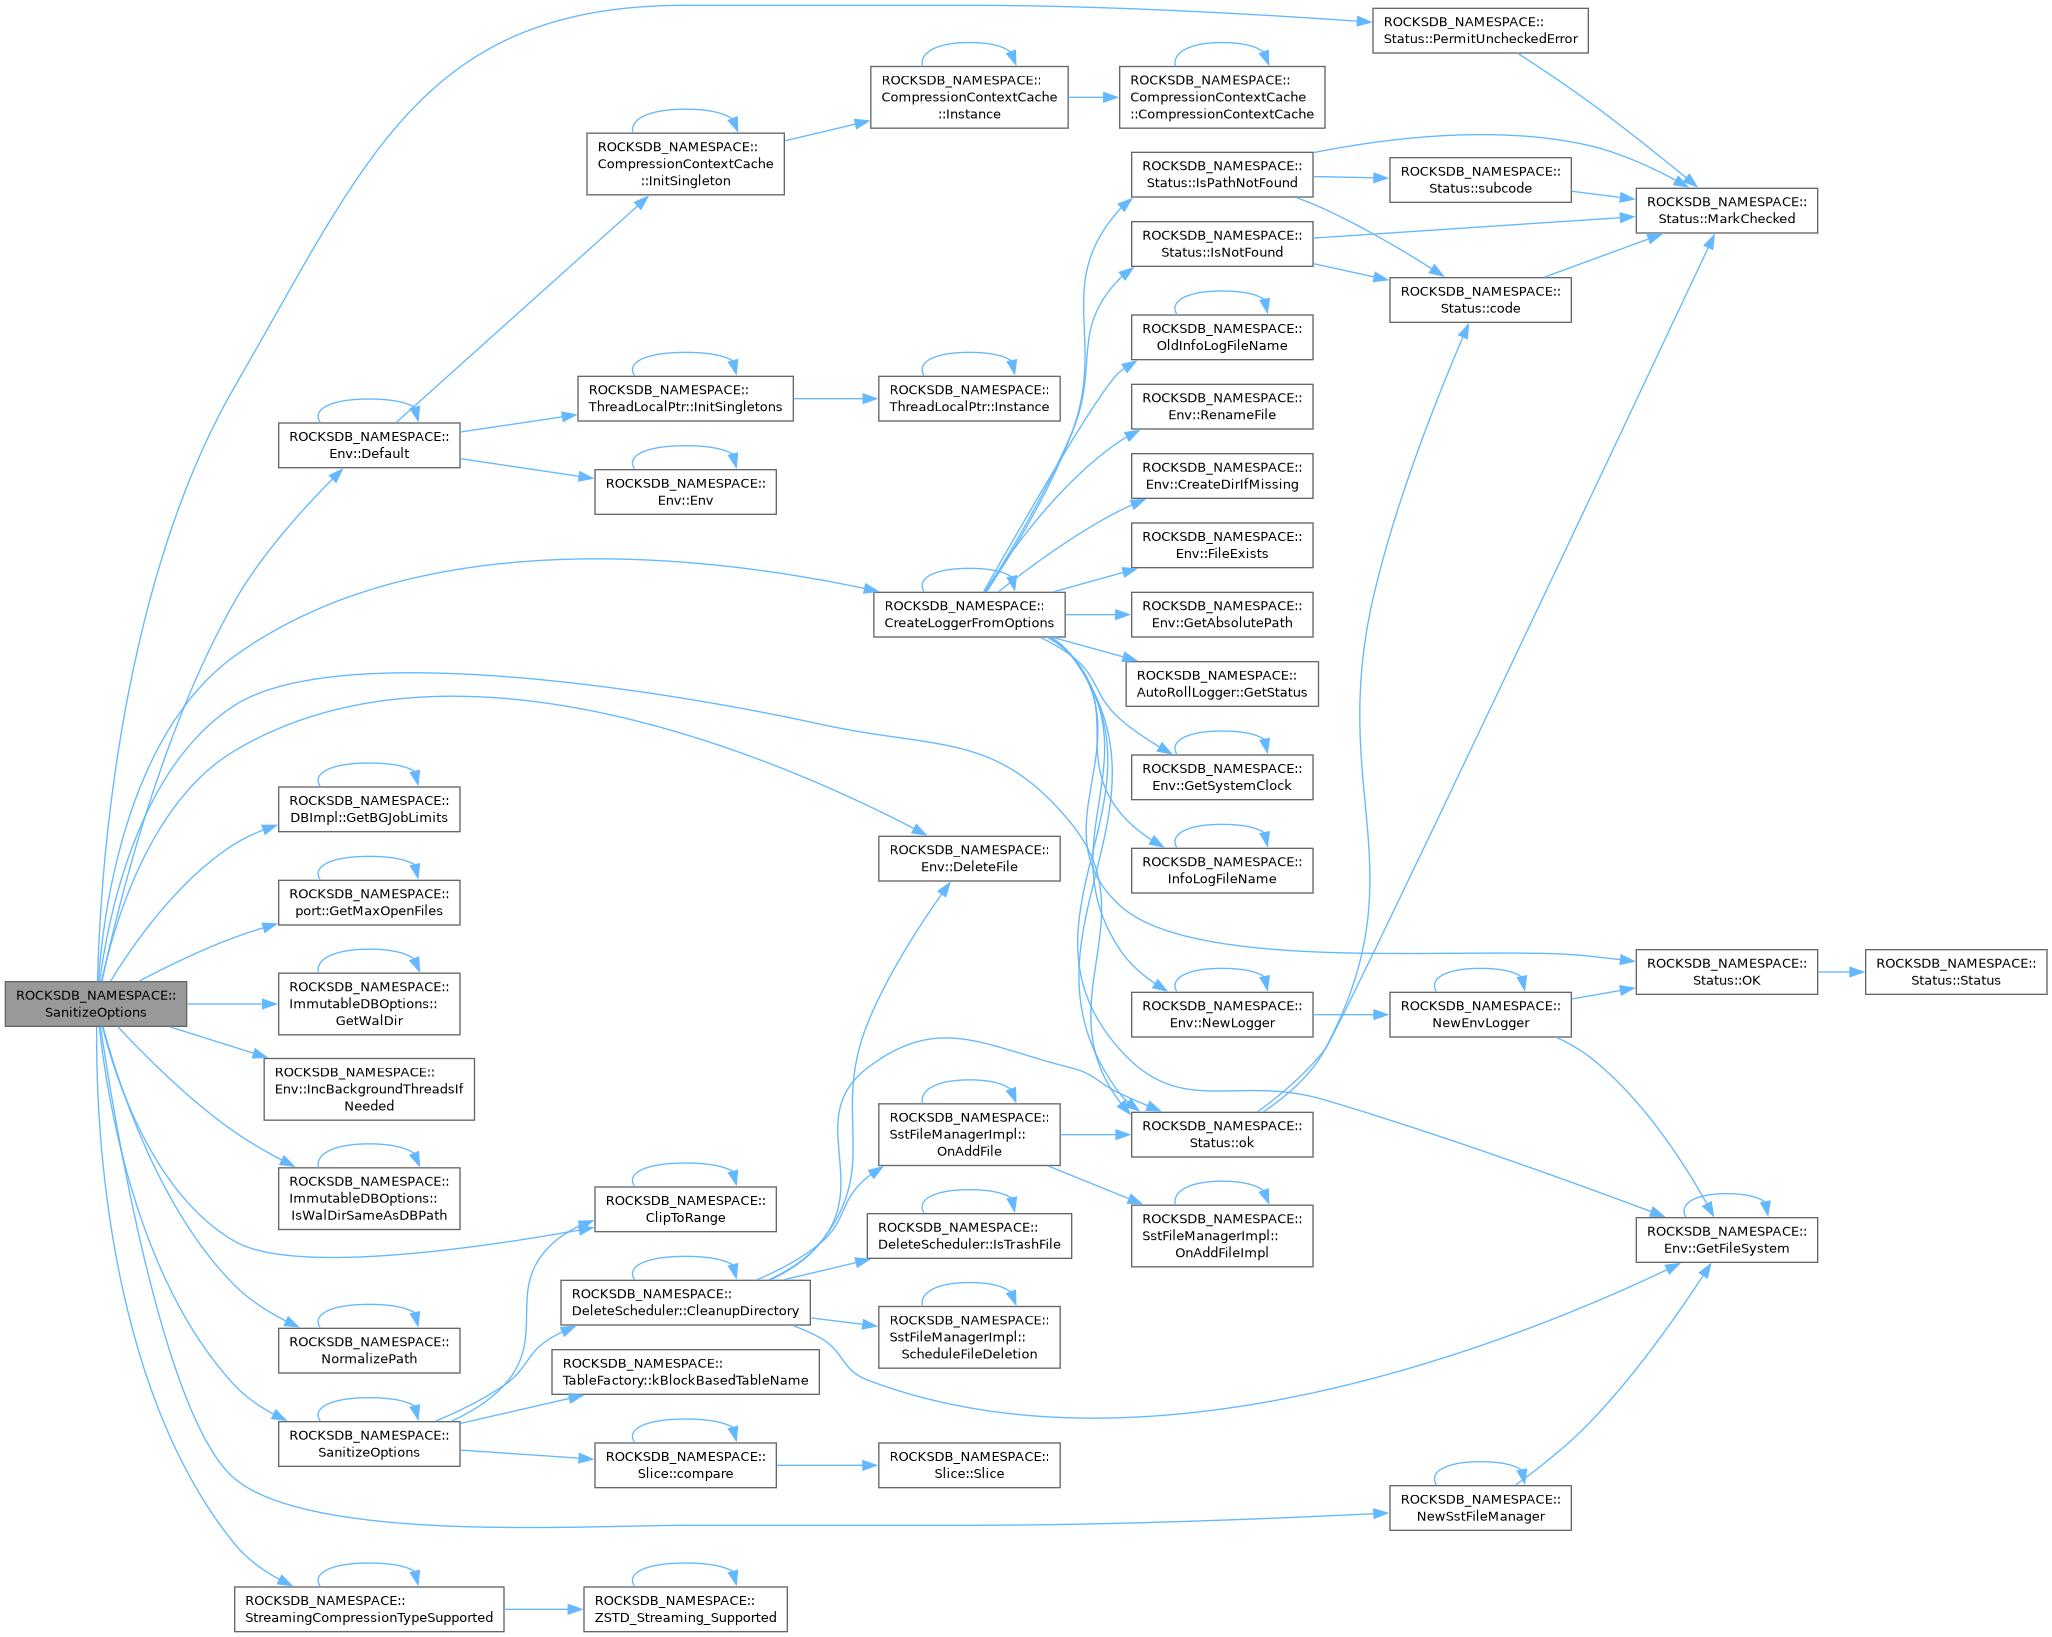 ROCKSDB_NAMESPACE::
Status::PermitUncheckedError
ROCKSDB_NAMESPACE::
CompressionContextCache
::Instance
ROCKSDB_NAMESPACE::
CompressionContextCache
::CompressionContextCache
ROCKSDB_NAMESPACE::
CompressionContextCache
::InitSingleton
ROCKSDB_NAMESPACE::
Status::IsPathNotFound
ROCKSDB_NAMESPACE::
Status::subcode
ROCKSDB_NAMESPACE::
Status::MarkChecked
ROCKSDB_NAMESPACE::
Status::IsNotFound
ROCKSDB_NAMESPACE::
Status::code
ROCKSDB_NAMESPACE::
OldInfoLogFileName
ROCKSDB_NAMESPACE::
ThreadLocalPtr::InitSingletons
ROCKSDB_NAMESPACE::
ThreadLocalPtr::Instance
ROCKSDB_NAMESPACE::
Env::RenameFile
ROCKSDB_NAMESPACE::
Env::Default
ROCKSDB_NAMESPACE::
Env::Env
ROCKSDB_NAMESPACE::
Env::CreateDirIfMissing
ROCKSDB_NAMESPACE::
Env::FileExists
ROCKSDB_NAMESPACE::
CreateLoggerFromOptions
ROCKSDB_NAMESPACE::
Env::GetAbsolutePath
ROCKSDB_NAMESPACE::
AutoRollLogger::GetStatus
ROCKSDB_NAMESPACE::
Env::GetSystemClock
ROCKSDB_NAMESPACE::
DBImpl::GetBGJobLimits
ROCKSDB_NAMESPACE::
Env::DeleteFile
ROCKSDB_NAMESPACE::
InfoLogFileName
ROCKSDB_NAMESPACE::
port::GetMaxOpenFiles
ROCKSDB_NAMESPACE::
Status::OK
ROCKSDB_NAMESPACE::
Status::Status
ROCKSDB_NAMESPACE::
SanitizeOptions
ROCKSDB_NAMESPACE::
ImmutableDBOptions::
GetWalDir
ROCKSDB_NAMESPACE::
Env::NewLogger
ROCKSDB_NAMESPACE::
NewEnvLogger
ROCKSDB_NAMESPACE::
Env::IncBackgroundThreadsIf
Needed
ROCKSDB_NAMESPACE::
SstFileManagerImpl::
OnAddFile
ROCKSDB_NAMESPACE::
Status::ok
ROCKSDB_NAMESPACE::
ImmutableDBOptions::
IsWalDirSameAsDBPath
ROCKSDB_NAMESPACE::
ClipToRange
ROCKSDB_NAMESPACE::
DeleteScheduler::IsTrashFile
ROCKSDB_NAMESPACE::
SstFileManagerImpl::
OnAddFileImpl
ROCKSDB_NAMESPACE::
Env::GetFileSystem
ROCKSDB_NAMESPACE::
DeleteScheduler::CleanupDirectory
ROCKSDB_NAMESPACE::
SstFileManagerImpl::
ScheduleFileDeletion
ROCKSDB_NAMESPACE::
NormalizePath
ROCKSDB_NAMESPACE::
TableFactory::kBlockBasedTableName
ROCKSDB_NAMESPACE::
SanitizeOptions
ROCKSDB_NAMESPACE::
Slice::compare
ROCKSDB_NAMESPACE::
Slice::Slice
ROCKSDB_NAMESPACE::
NewSstFileManager
ROCKSDB_NAMESPACE::
StreamingCompressionTypeSupported
ROCKSDB_NAMESPACE::
ZSTD_Streaming_Supported